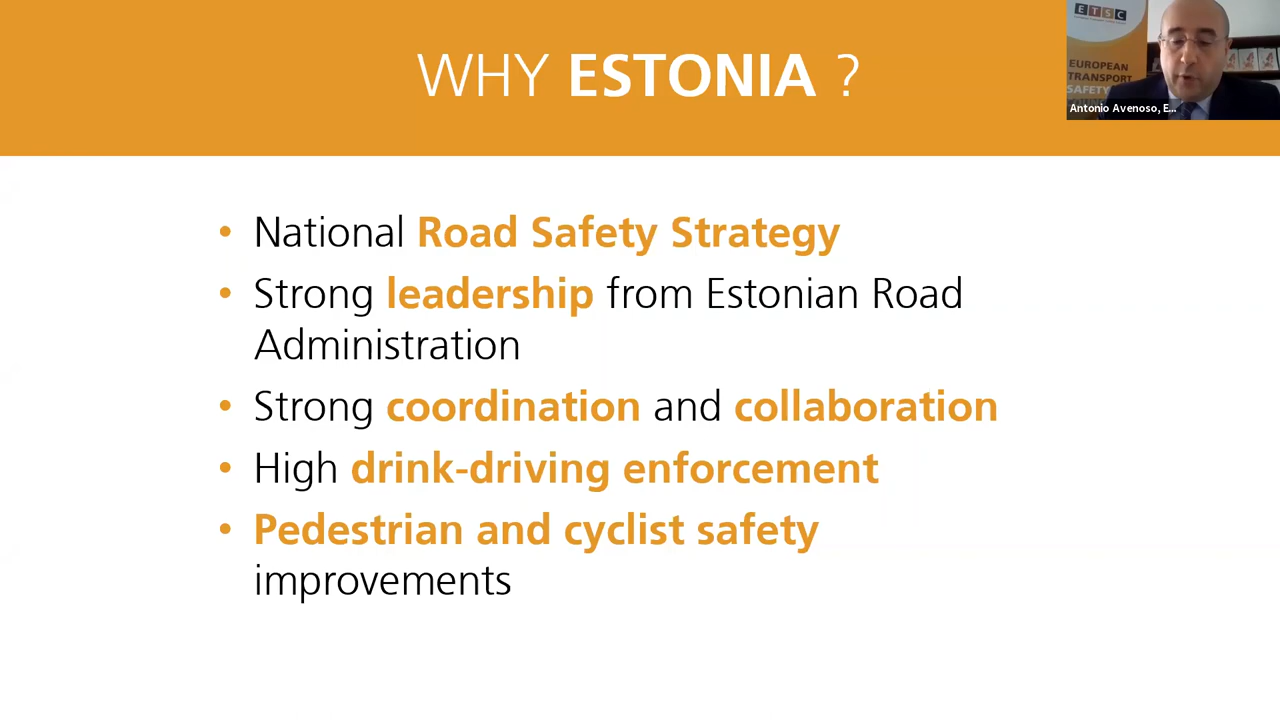 WHY ESTONIA ?
ETSC
EUROPEAN
TRANSPORT
SAFETY
Antonio Avenoso, E...
• National Road Safety Strategy
• Strong leadership from Estonian Road
Administration
• Strong coordination and collaboration
• High drink-driving enforcement
• Pedestrian and cyclist safety
improvements